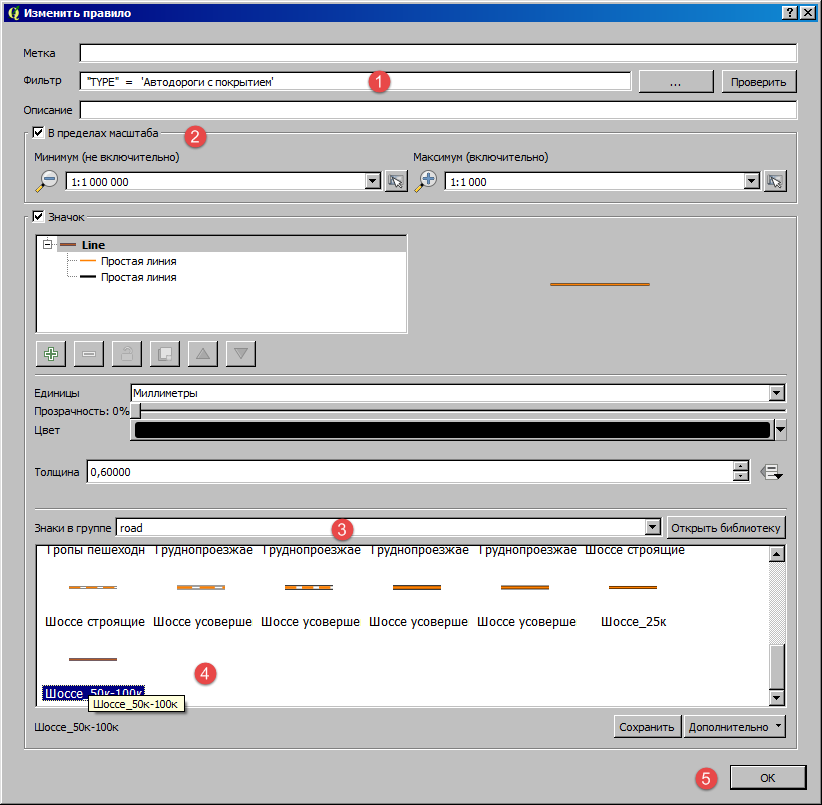 Изменить правило
Метка
Фильтр "TYPE" = 'Автодороги с покрытием' 1 ... Проверить
Описание
В пределах масштаба 2
Минимум (не включительно) Максимум (включительно)
1:1 000 000 1:1 000
Значок
Line
Простая линия
Простая линия
Единицы Миллиметры
Прозрачность: 0%
Цвет
Толщина 0,60000
Знаки в группе road 3 Открыть библиотеку
Тропы пешеходн Труднопроезжае Труднопроезжае Труднопроезжае Труднопроезжае Шоссе строящие
Шоссе строящие Шоссе усоверше Шоссе усоверше Шоссе усоверше Шоссе усоверше Шоссе_25к
4
Шоссе_50к-100к
Шоссе_50к-100к
Шоссе_50к-100к Сохранить Дополнительно
5 OK